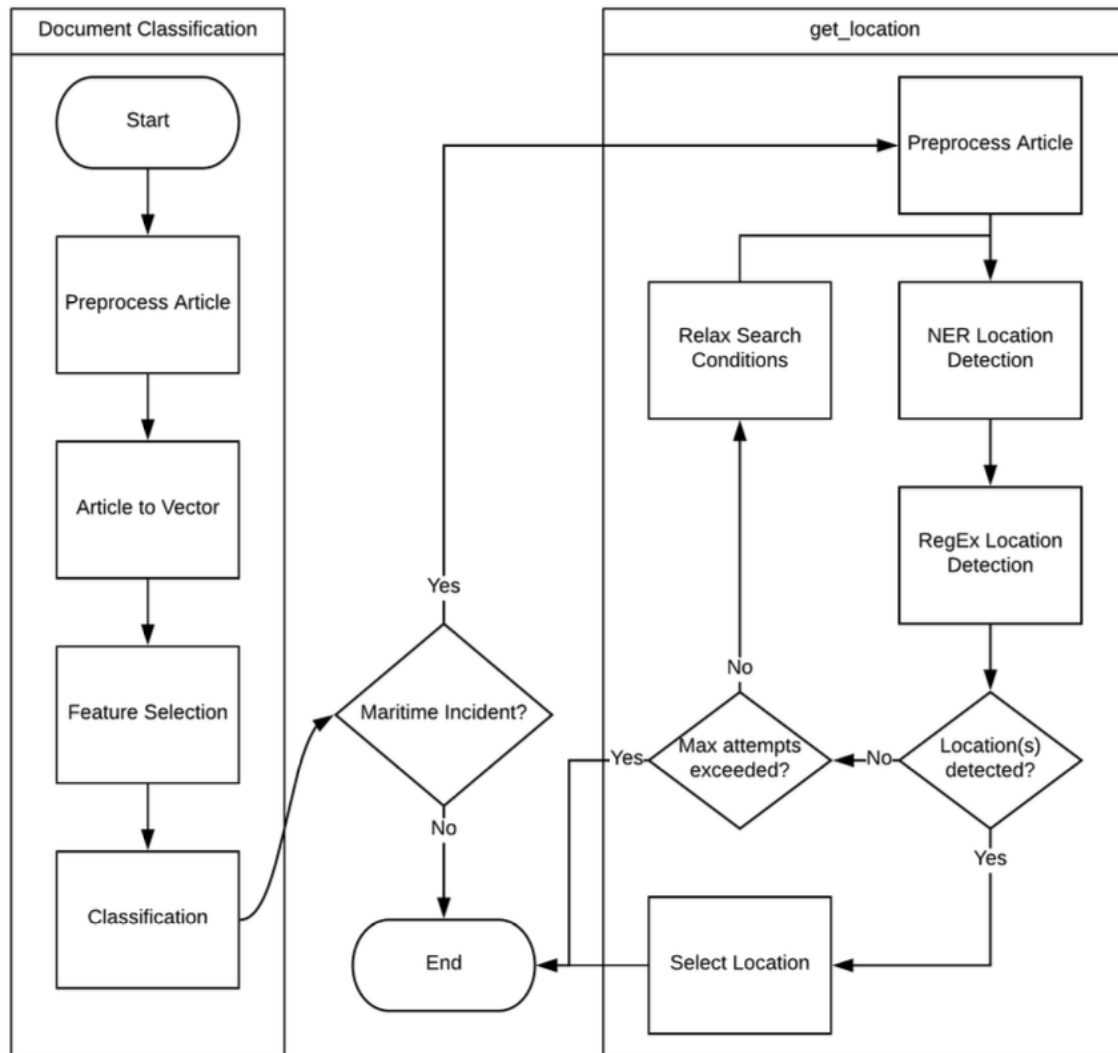 Document Classification
Start
Preprocess Article
Article to Vector
Feature Selection
Classification
Maritime Incident?
Yes
No
End
get_location
Preprocess Article
Relax Search
Conditions
NER Location
Detection
RegEx Location
Detection
Location(s)
detected?
No
Max attempts
exceeded?
No
Yes
Yes
Select Location